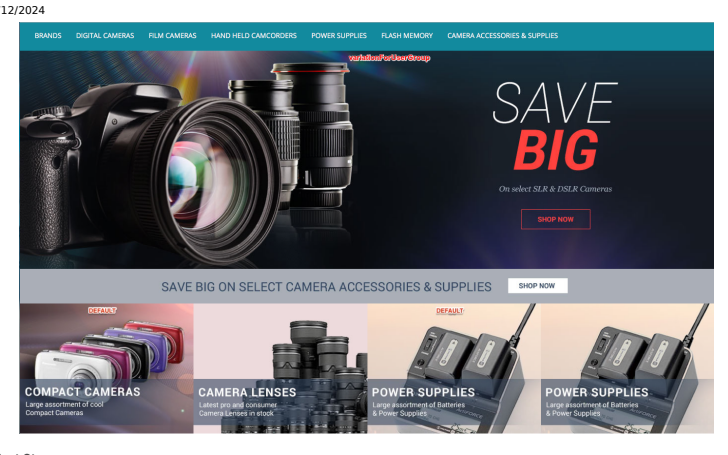 /12/2024
BRANDS DIGITAL CAMERAS FILM CAMERAS HAND HELD CAMCORDERS POWER SUPPLIES FLASH MEMORY CAMERA ACCESSORIES & SUPPLIES
variationForUserGroup
SAVE
BIG
On select SLR & DSLR Cameras
SHOP NOW
SAVE BIG ON SELECT CAMERA ACCESSORIES & SUPPLIES SHOP NOW
DEFAULT
COMPACT CAMERAS
Large assortment of cool
Compact Cameras
CAMERA LENSES
Latest pro and consumer
Camera Lenses in stock
DEFAULT
POWER SUPPLIES
Large assortment of Batteries
& Power Supplies
POWER SUPPLIES
Large assortment of Batteries
& Power Supplies